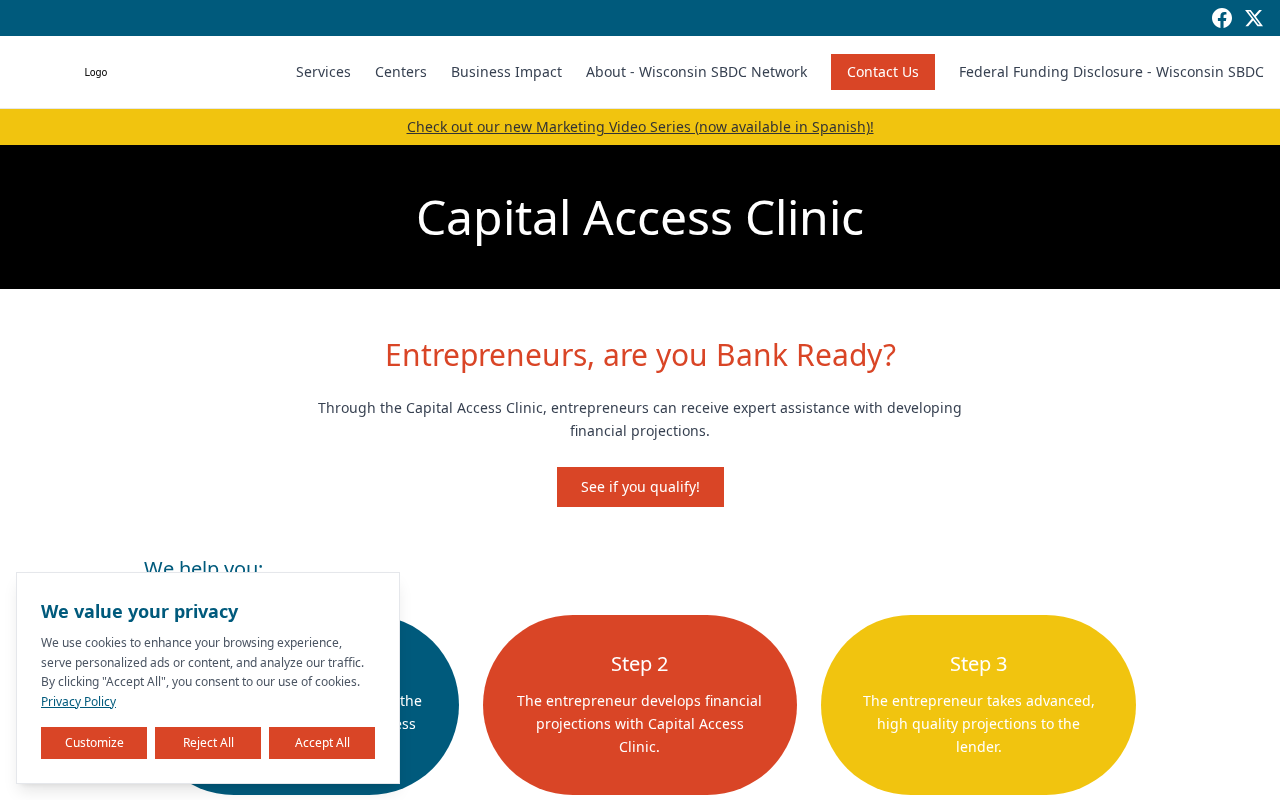 Logo
Services
Centers
Business Impact
About - Wisconsin SBDC Network
Contact Us
Federal Funding Disclosure - Wisconsin SBDC
Check out our new Marketing Video Series (now available in Spanish)!
Capital Access Clinic
Entrepreneurs, are you Bank Ready?
Through the Capital Access Clinic, entrepreneurs can receive expert assistance with developing
financial projections.
See if you qualify!
We help you:
the
Step 2
The entrepreneur develops financial
projections with Capital Access
Clinic.
Step 3
The entrepreneur takes advanced,
high quality projections to the
lender.
We value your privacy
We use cookies to enhance your browsing experience,
serve personalized ads or content, and analyze our traffic.
By clicking "Accept All", you consent to our use of cookies.
Privacy Policy
Customize
Reject All
Accept All